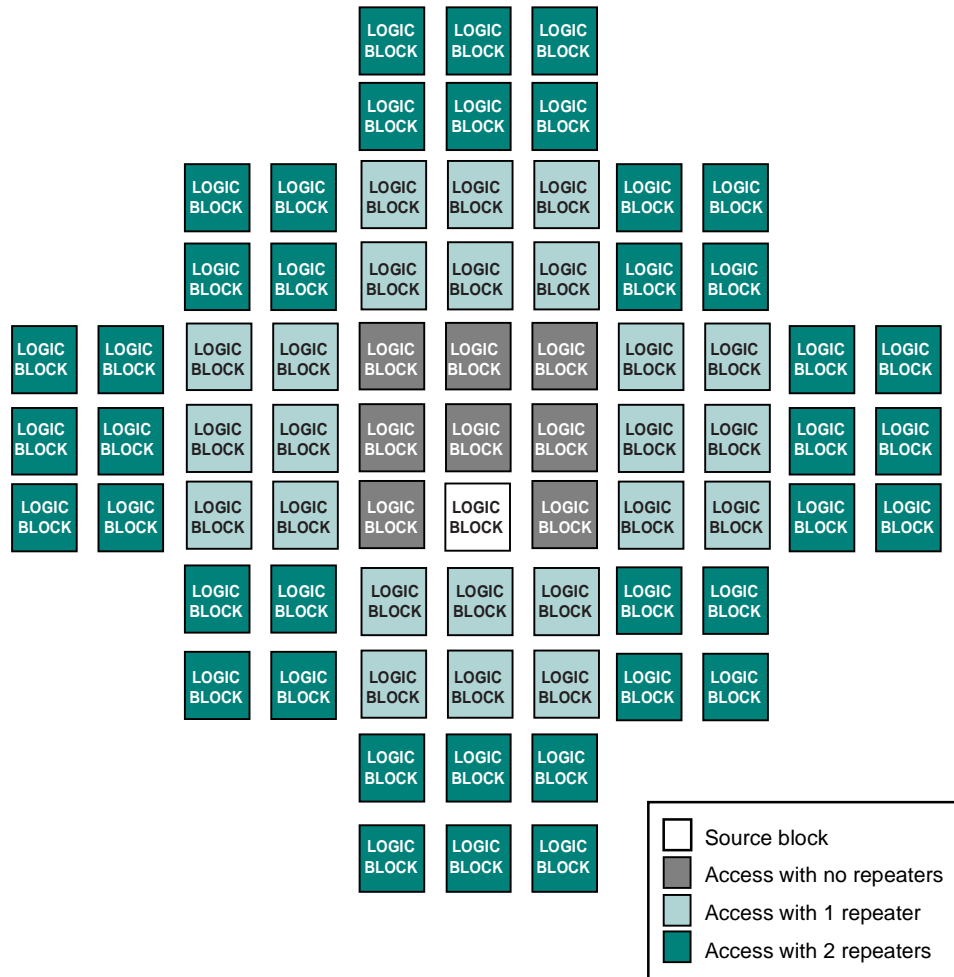 LOGIC LOGIC LOGIC
BLOCK BLOCK BLOCK
LOGIC LOGIC LOGIC
BLOCK BLOCK BLOCK
LOGIC LOGIC LOGIC LOGIC LOGIC LOGIC LOGIC
BLOCK BLOCK BLOCK BLOCK BLOCK BLOCK BLOCK
LOGIC LOGIC LOGIC LOGIC LOGIC LOGIC LOGIC
BLOCK BLOCK BLOCK BLOCK BLOCK BLOCK BLOCK
LOGIC LOGIC LOGIC LOGIC LOGIC LOGIC LOGIC LOGIC LOGIC LOGIC LOGIC
BLOCK BLOCK BLOCK BLOCK BLOCK BLOCK BLOCK BLOCK BLOCK BLOCK BLOCK
LOGIC LOGIC LOGIC LOGIC LOGIC LOGIC LOGIC LOGIC LOGIC LOGIC LOGIC
BLOCK BLOCK BLOCK BLOCK BLOCK BLOCK BLOCK BLOCK BLOCK BLOCK BLOCK
LOGIC LOGIC LOGIC LOGIC LOGIC LOGIC LOGIC LOGIC LOGIC LOGIC LOGIC
BLOCK BLOCK BLOCK BLOCK BLOCK BLOCK BLOCK BLOCK BLOCK BLOCK BLOCK
LOGIC LOGIC LOGIC LOGIC LOGIC LOGIC LOGIC
BLOCK BLOCK BLOCK BLOCK BLOCK BLOCK BLOCK
LOGIC LOGIC LOGIC LOGIC LOGIC LOGIC LOGIC
BLOCK BLOCK BLOCK BLOCK BLOCK BLOCK BLOCK
LOGIC LOGIC LOGIC
BLOCK BLOCK BLOCK
LOGIC LOGIC LOGIC
BLOCK BLOCK BLOCK
Source block
Access with no repeaters
Access with 1 repeater
Access with 2 repeaters